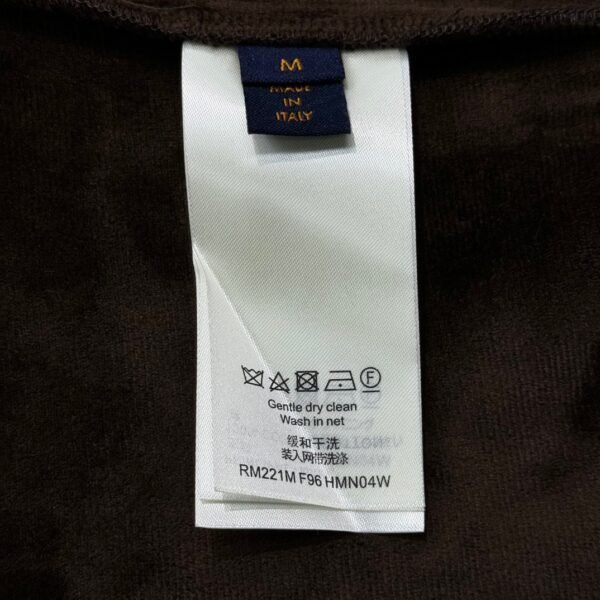 M
MADE
IN
ITALY
Gentle dry clean
Wash in net
缓和干洗
装入网带洗涤
RM221M F96 HMN04W